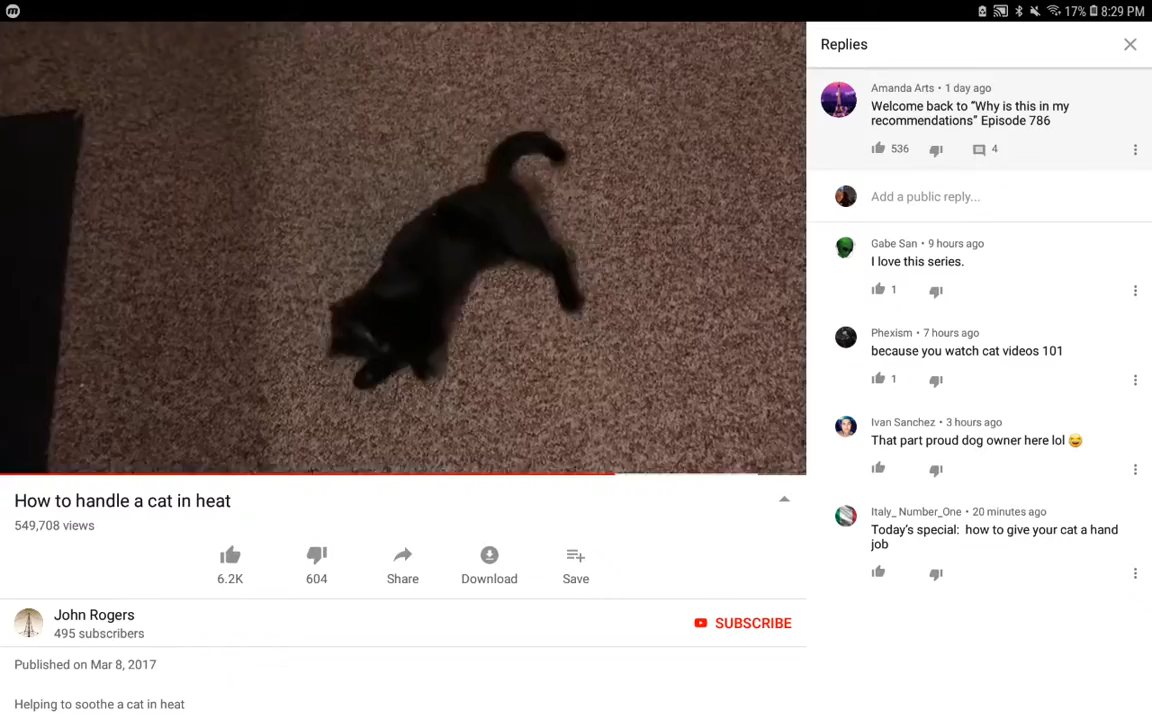 17% 8:29 PM
Replies
Amanda Arts • 1 day ago
Welcome back to “Why is this in my
recommendations” Episode 786
536
4
Add a public reply...
Gabe San • 9 hours ago
I love this series.
1
Phexism • 7 hours ago
because you watch cat videos 101
1
Ivan Sanchez • 3 hours ago
That part proud dog owner here lol 😂
Italy_ Number_One • 20 minutes ago
Today's special:  how to give your cat a hand
job
How to handle a cat in heat
549,708 views
6.2K 604 Share Download Save
John Rogers
495 subscribers
SUBSCRIBE
Published on Mar 8, 2017
Helping to soothe a cat in heat